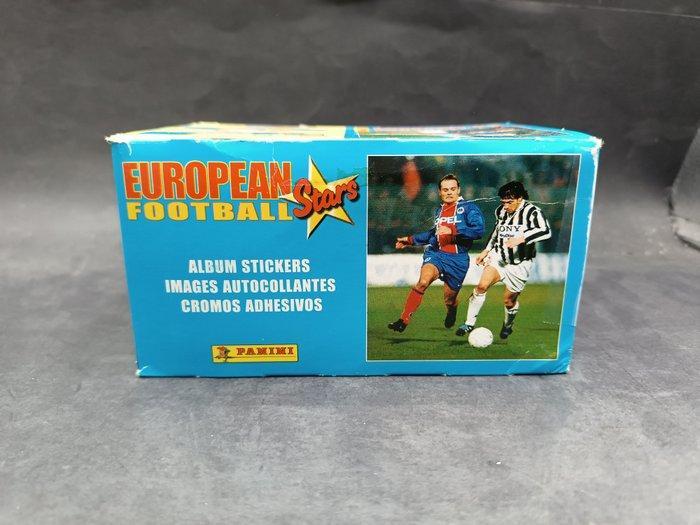 EUROPEAN
FOOTBALL
Stars
ALBUM STICKERS
IMAGES AUTOCOLLANTES
CROMOS ADHESIVOS
PANINI
OPEL
SONY